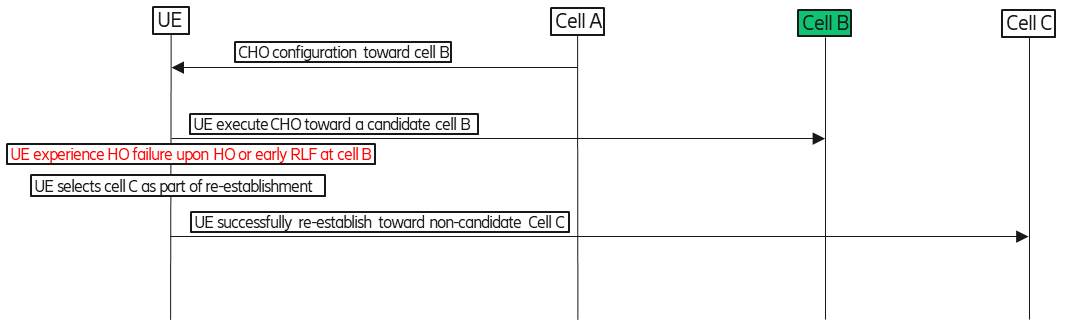 UE
Cell A
Cell B
Cell C
CHO configuration toward cell B
UE execute CHO toward a candidate cell B
UE experience HO failure upon HO or early RLF at cell B
UE selects cell C as part of re-establishment
UE successfully re-establish toward non-candidate Cell C